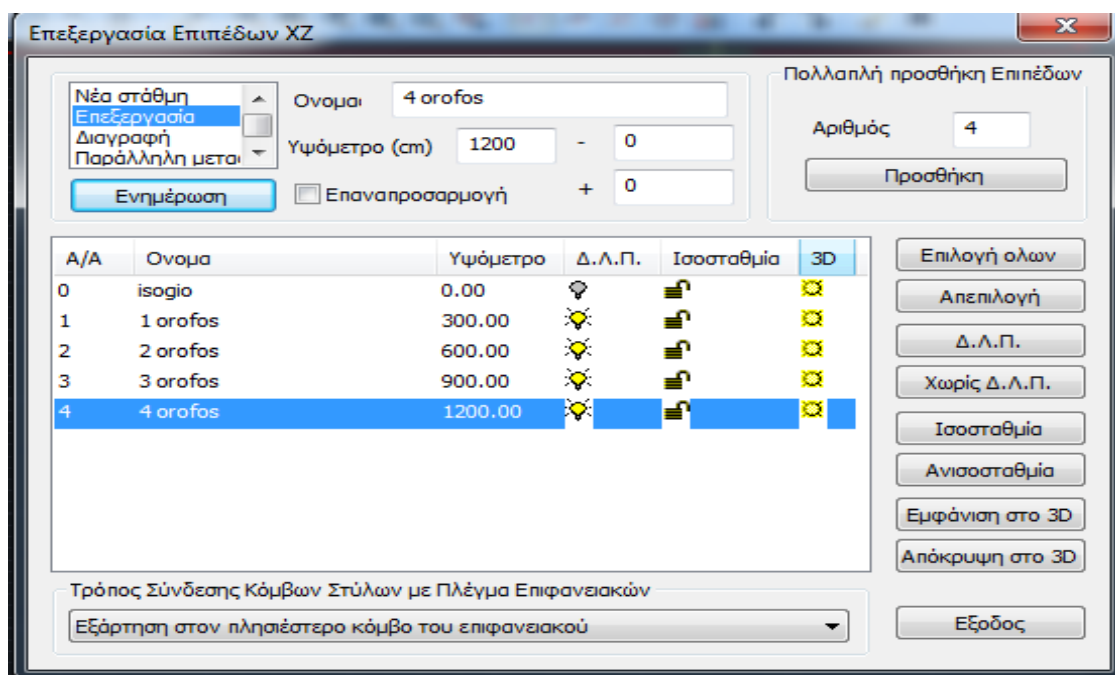 Επεξεργασία Επιπέδων XZ
Πολλαπλή προσθήκη Επιπέδων
Νέα στάθμη
Επεξεργασία
Διαγραφή
Παράλληλη μετα
Ονομα
4 orofos
Υψόμετρο (cm)
1200
-
0
Ενημέρωση
Επαναπροσαρμογή
+
0
Αριθμός
4
Προσθήκη
Α/Α Ονομα Υψόμετρο Δ.Λ.Π. Ισοσταθμία 3D
0 isogio 0.00
1 1 orofos 300.00
2 2 orofos 600.00
3 3 orofos 900.00
4 4 orofos 1200.00
Επιλογή ολων
Απεπιλογή
Δ.Λ.Π.
Χωρίς Δ.Λ.Π.
Ισοσταθμία
Ανισοσταθμία
Εμφάνιση στο 3D
Απόκρυψη στο 3D
Τρόπος Σύνδεσης Κόμβων Στύλων με Πλέγμα Επιφανειακών
Εξάρτηση στον πλησιέστερο κόμβο του επιφανειακού
Εξοδος